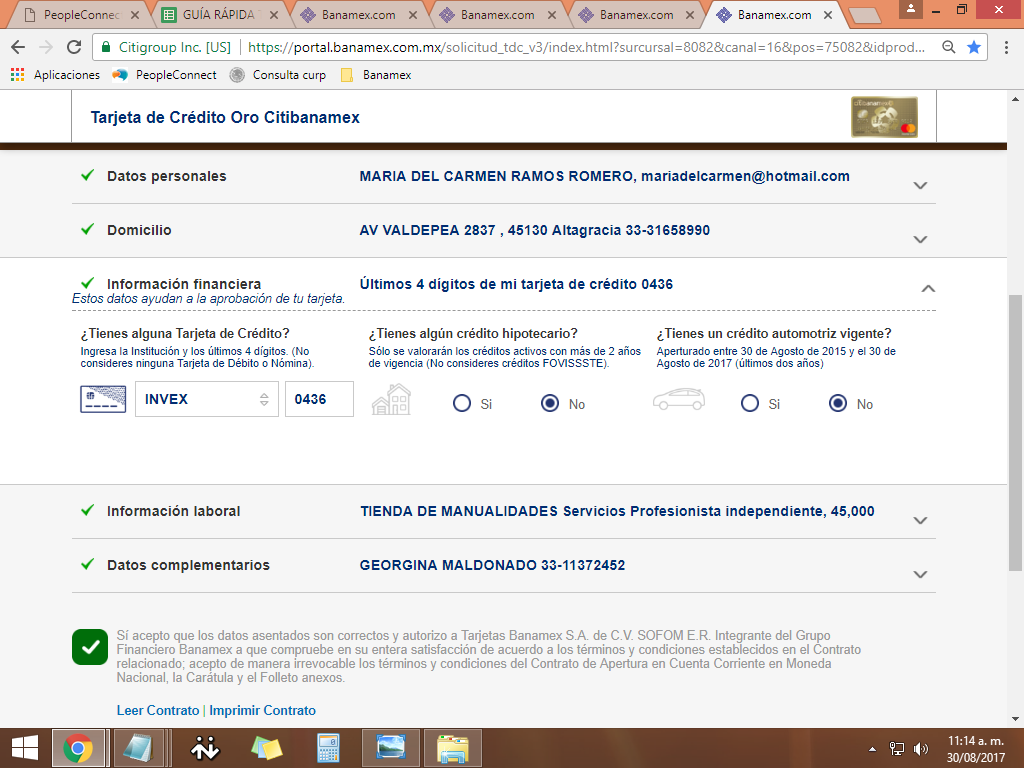 PeopleConnec
GUÍA RÁPIDA
Banamex.com
Banamex.com
Banamex.com
Banamex.com
Citigroup Inc. [US]
https://portal.banamex.com.mx/solicitud_tdc_v3/index.html?surcursal=8082&canal=16&pos=75082&idprod...
Aplicaciones
PeopleConnect
Consulta curp
Banamex
Tarjeta de Crédito Oro Citibanamex
Datos personales
MARIA DEL CARMEN RAMOS ROMERO, mariadelcarmen@hotmail.com
Domicilio
AV VALDEPEA 2837 , 45130 Altagracia 33-31658990
Información financiera
Últimos 4 dígitos de mi tarjeta de crédito 0436
Estos datos ayudan a la aprobación de tu tarjeta.
¿Tienes alguna Tarjeta de Crédito?
Ingresa la Institución y los últimos 4 dígitos. (No
consideres ninguna Tarjeta de Débito o Nómina).
INVEX
0436
¿Tienes algún crédito hipotecario?
Sólo se valorarán los créditos activos con más de 2 años
de vigencia (No consideres créditos FOVISSSTE).
Si
No
¿Tienes un crédito automotriz vigente?
Aperturado entre 30 de Agosto de 2015 y el 30 de
Agosto de 2017 (últimos dos años)
Si
No
Información laboral
TIENDA DE MANUALIDADES Servicios Profesionista independiente, 45,000
Datos complementarios
GEORGINA MALDONADO 33-11372452
Sí acepto que los datos asentados son correctos y autorizo a Tarjetas Banamex S.A. de C.V. SOFOM E.R. Integrante del Grupo
Financiero Banamex a que compruebe en su entera satisfacción de acuerdo a los términos y condiciones establecidos en el Contrato
relacionado; acepto de manera irrevocable los términos y condiciones del Contrato de Apertura en Cuenta Corriente en Moneda
Nacional, la Carátula y el Folleto anexos.
Leer Contrato | Imprimir Contrato
11:14 a. m.
30/08/2017